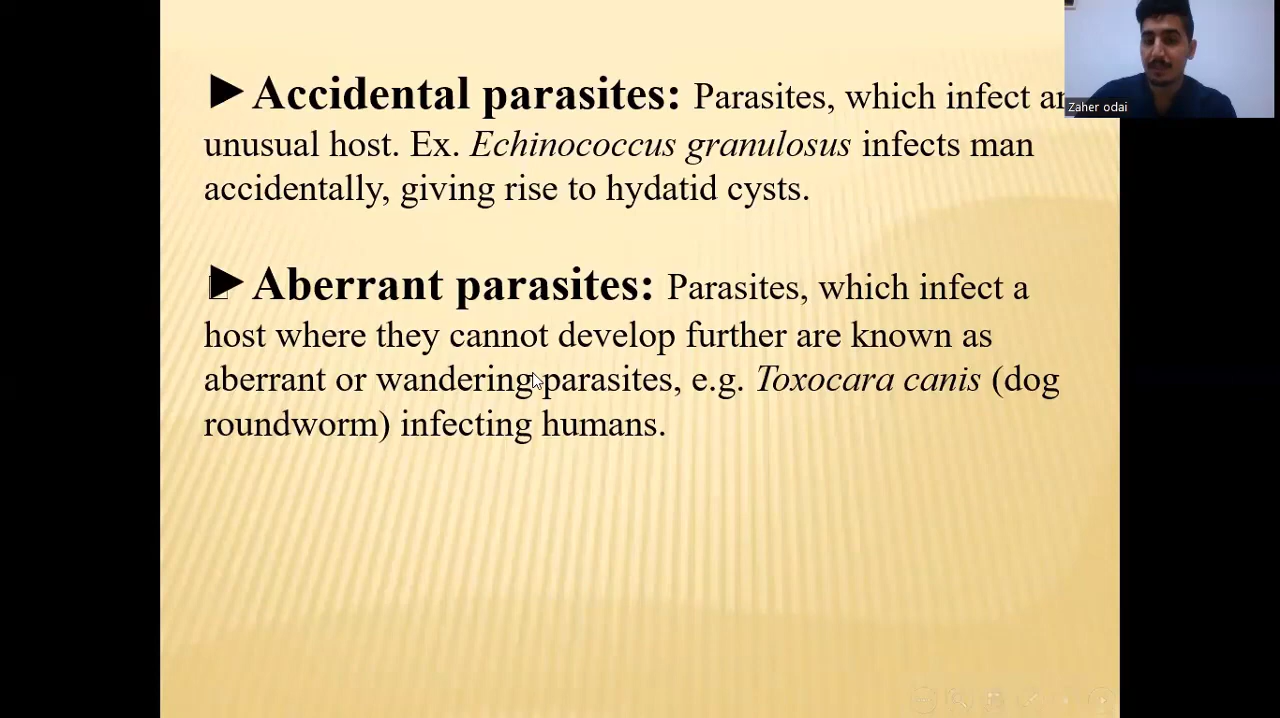 ►Accidental parasites: Parasites, which infect an
unusual host. Ex. Echinococcus granulosus infects man
accidentally, giving rise to hydatid cysts.
►Aberrant parasites: Parasites, which infect a
host where they cannot develop further are known as
aberrant or wandering parasites, e.g. Toxocara canis (dog
roundworm) infecting humans.
Zaher odai